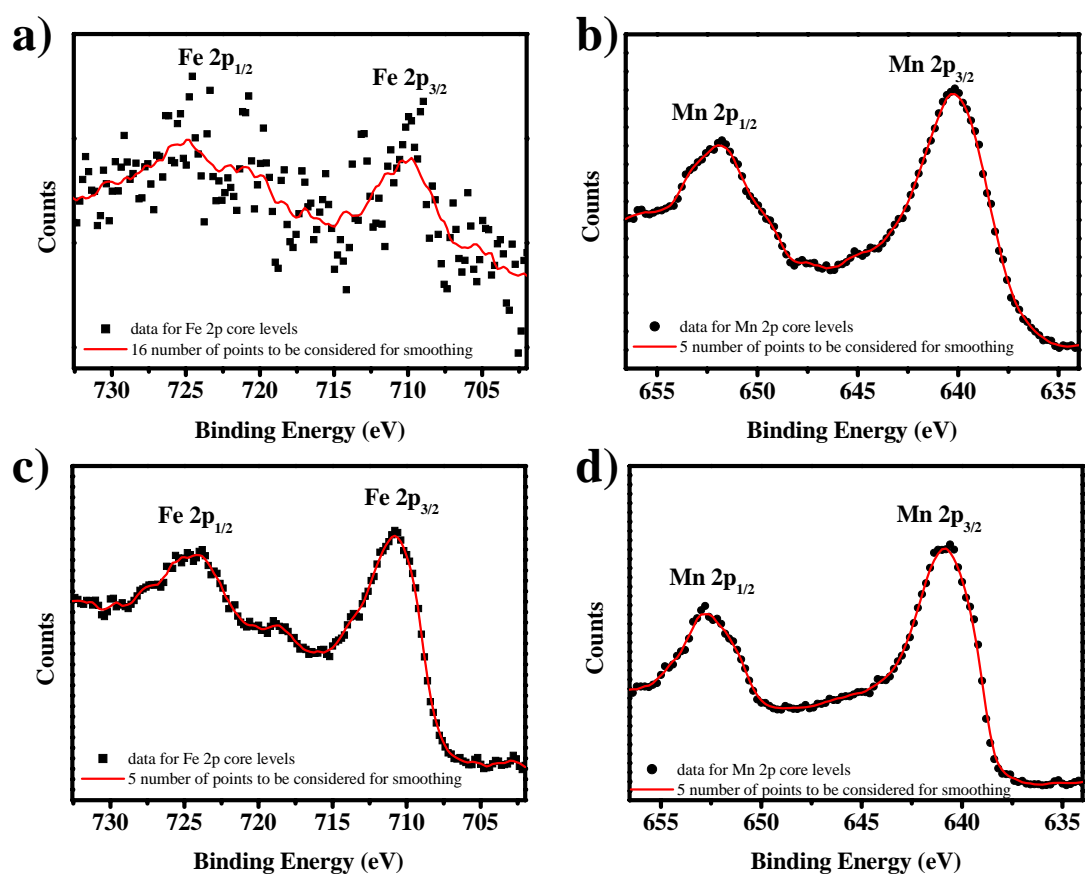 a)
Fe 2p1/2
Fe 2p3/2
Counts
data for Fe 2p core levels
16 number of points to be considered for smoothing
730 725 720 715 710 705
Binding Energy (eV)
b)
Mn 2p1/2
Mn 2p3/2
Counts
data for Mn 2p core levels
5 number of points to be considered for smoothing
655 650 645 640 635
Binding Energy (eV)
c)
Fe 2p1/2
Fe 2p3/2
Counts
data for Fe 2p core levels
5 number of points to be considered for smoothing
730 725 720 715 710 705
Binding Energy (eV)
d)
Mn 2p1/2
Mn 2p3/2
Counts
data for Mn 2p core levels
5 number of points to be considered for smoothing
655 650 645 640 635
Binding Energy (eV)